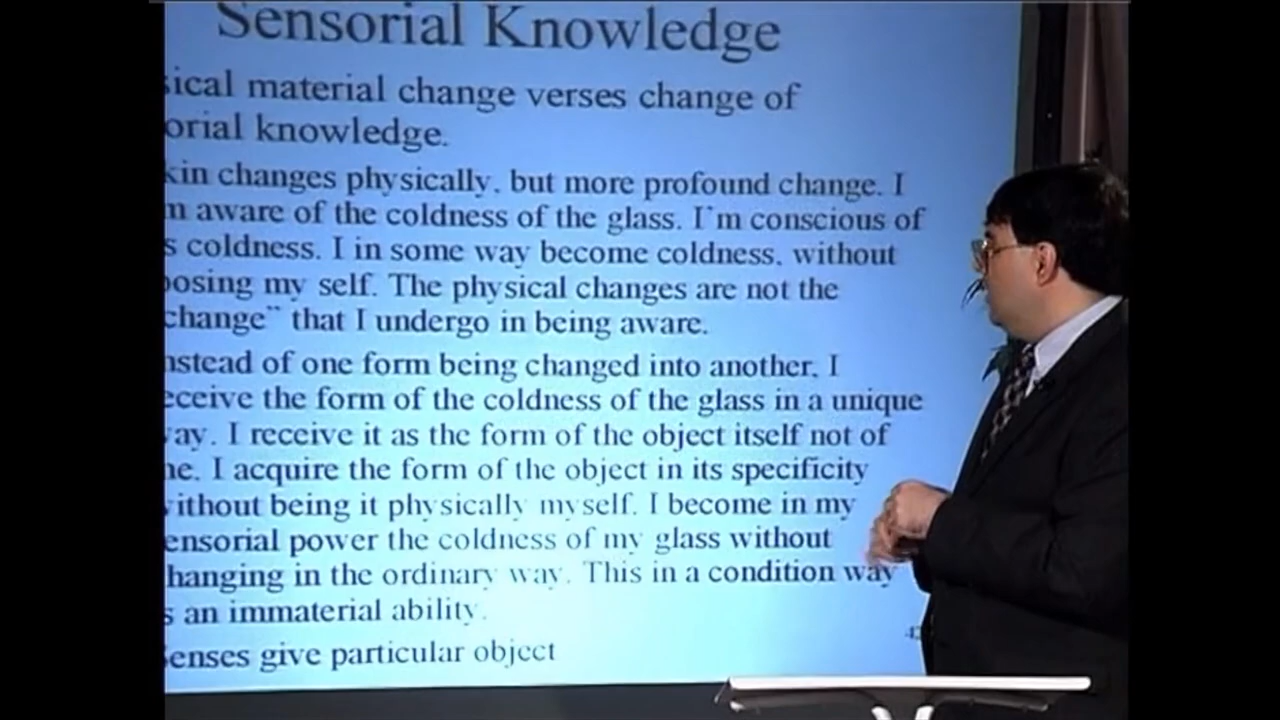 Sensorial Knowledge
sical material change verses change of
orial knowledge.
kin changes physically, but more profound change. I
m aware of the coldness of the glass. I'm conscious of
s coldness. I in some way become coldness, without
osing my self. The physical changes are not the
change" that I undergo in being aware.
nstead of one form being changed into another, I
eceive the form of the coldness of the glass in a unique
ay. I receive it as the form of the object itself not of
e. I acquire the form of the object in its specificity
ithout being it physically myself. I become in my
ensorial power the coldness of my glass without
hanging in the ordinary way. This in a condition way
s an immaterial ability.
enses give particular object